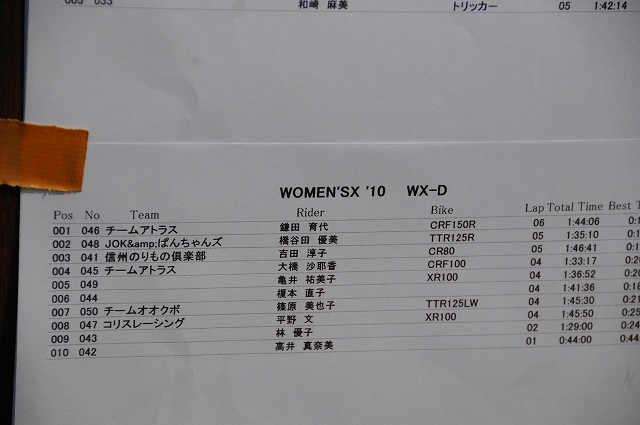 003 033 和崎 麻美 トリッカー 05 1:42:14
WOMEN'SX '10 WX-D
Pos No Team Rider Bike Lap Total Time Best T
001 046 チームアトラス 鎌田 育代 CRF150R 06 1:44:06
002 048 JOK&amp;ぱんちゃんズ 橋谷田 優美 TTR125R 05 1:35:10
003 041 信州のりもの倶楽部 吉田 淳子 CR80 05 1:46:41
004 045 チームアトラス 大橋 沙耶香 CRF100 04 1:33:17
005 049 亀井 祐美子 XR100 04 1:36:52
006 044 榎本 直子 04 1:41:36
007 050 チームオオクボ 篠原 美也子 TTR125LW 04 1:45:30
008 047 コリスレーシング 平野 文 XR100 04 1:45:50 0:25
009 043 林 優子 02 1:29:00 0:24
010 042 高井 真奈美 01 0:44:00 0:44